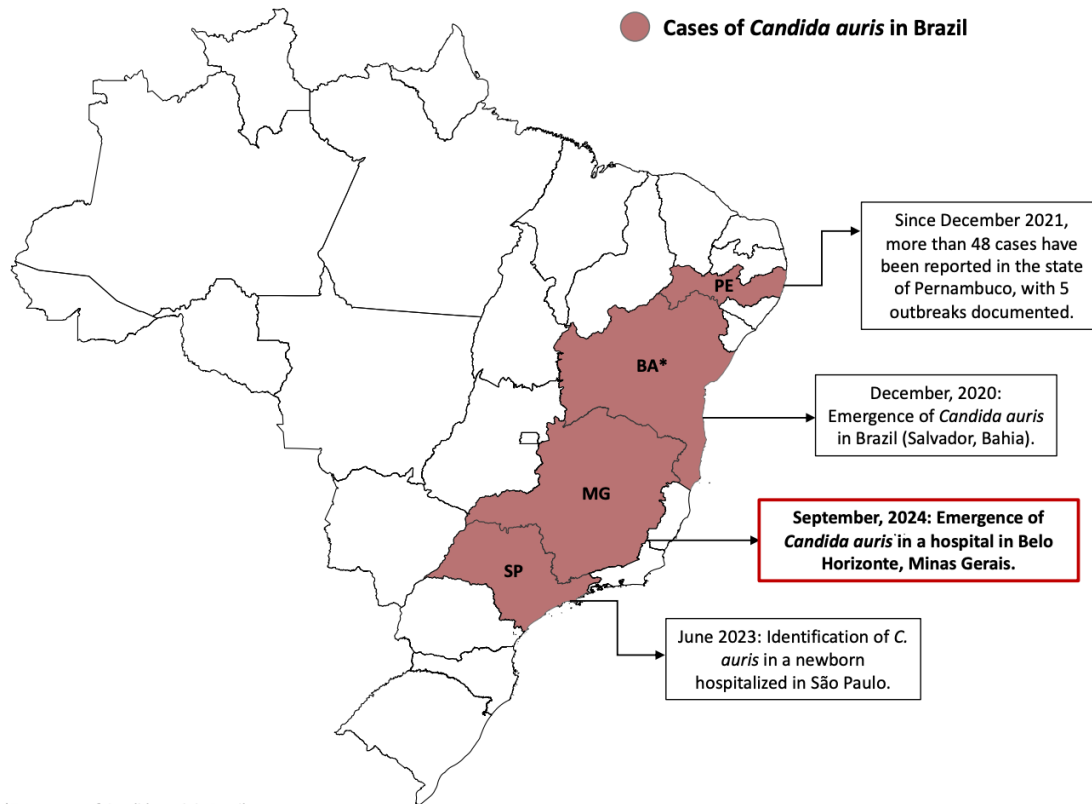 Cases of Candida auris in Brazil
Since December 2021,
more than 48 cases have
been reported in the state
of Pernambuco, with 5
outbreaks documented.
PE
BA*
December, 2020:
Emergence of Candida auris
in Brazil (Salvador, Bahia).
MG
September, 2024: Emergence of
Candida auris in a hospital in Belo
Horizonte, Minas Gerais.
SP
June 2023: Identification of C.
auris in a newborn
hospitalized in São Paulo.